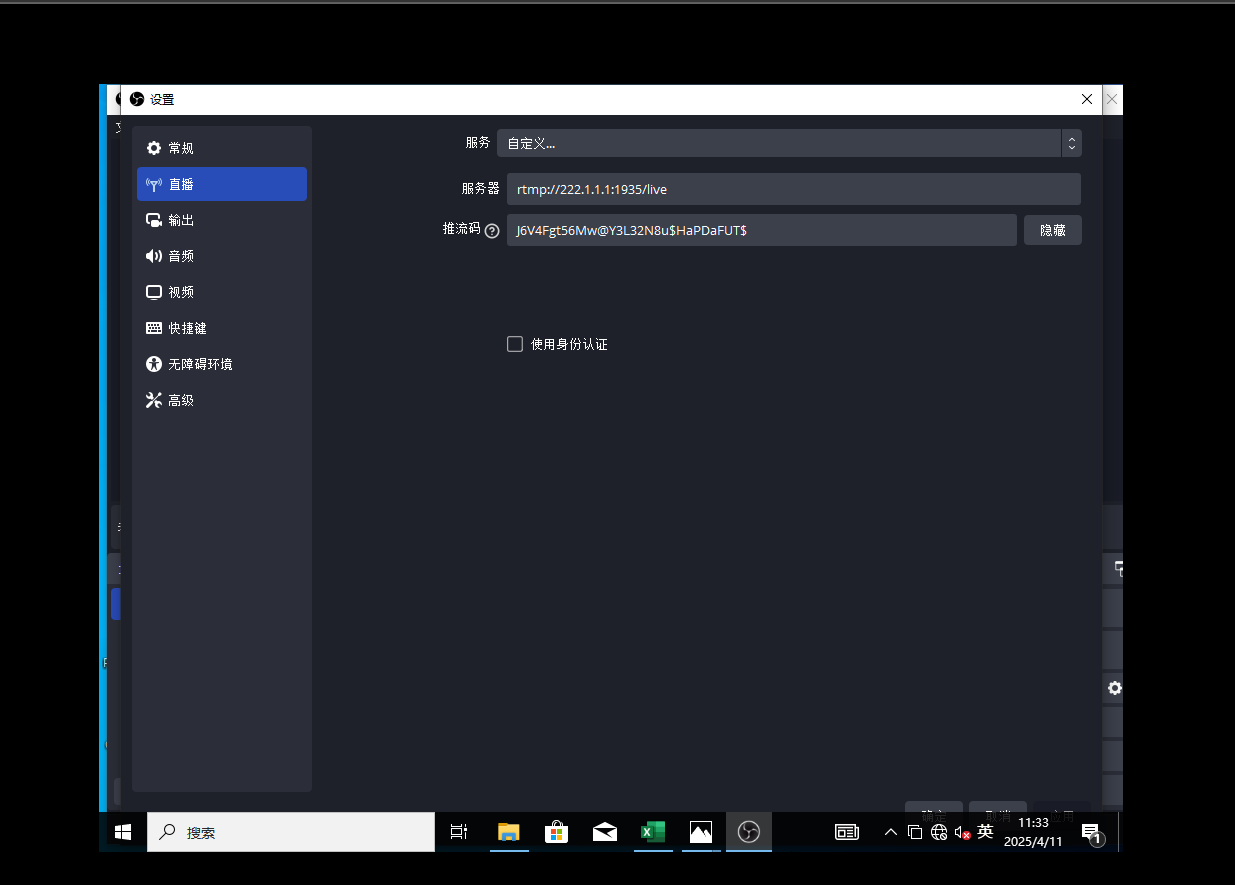 设置
常规
直播
输出
音频
视频
快捷键
无障碍环境
高级
服务
自定义...
服务器
rtmp://222.1.1.1:1935/live
推流码
J6V4Fgt56Mw@Y3L32N8u$HaPDaFUT$
隐藏
使用身份认证
确定
取消
应用
搜索
英
11:33
2025/4/11
1